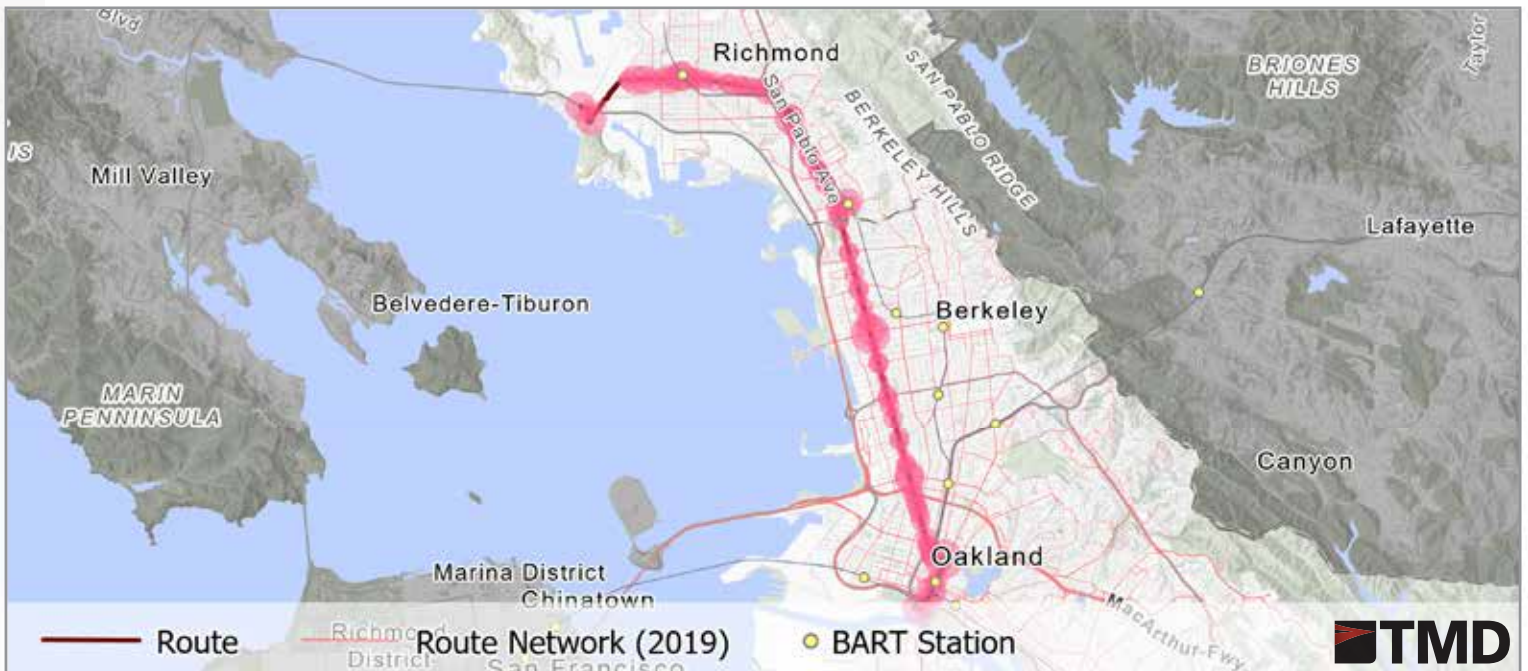 Blvd
Richmond
Taylor
SAN PABLO RIDGE
BRIONES
HILLS
San Pablo Ave
BERKELEY HILLS
IS
Mill Valley
Lafayette
Belvedere-Tiburon
Berkeley
MARIN
PENNINSULA
Canyon
Oakland
Marina District
Chinatown
MacArthur-Fwy
Route
Route Network (2019)
BART Station
TMD
Richmond
District
San Francisco